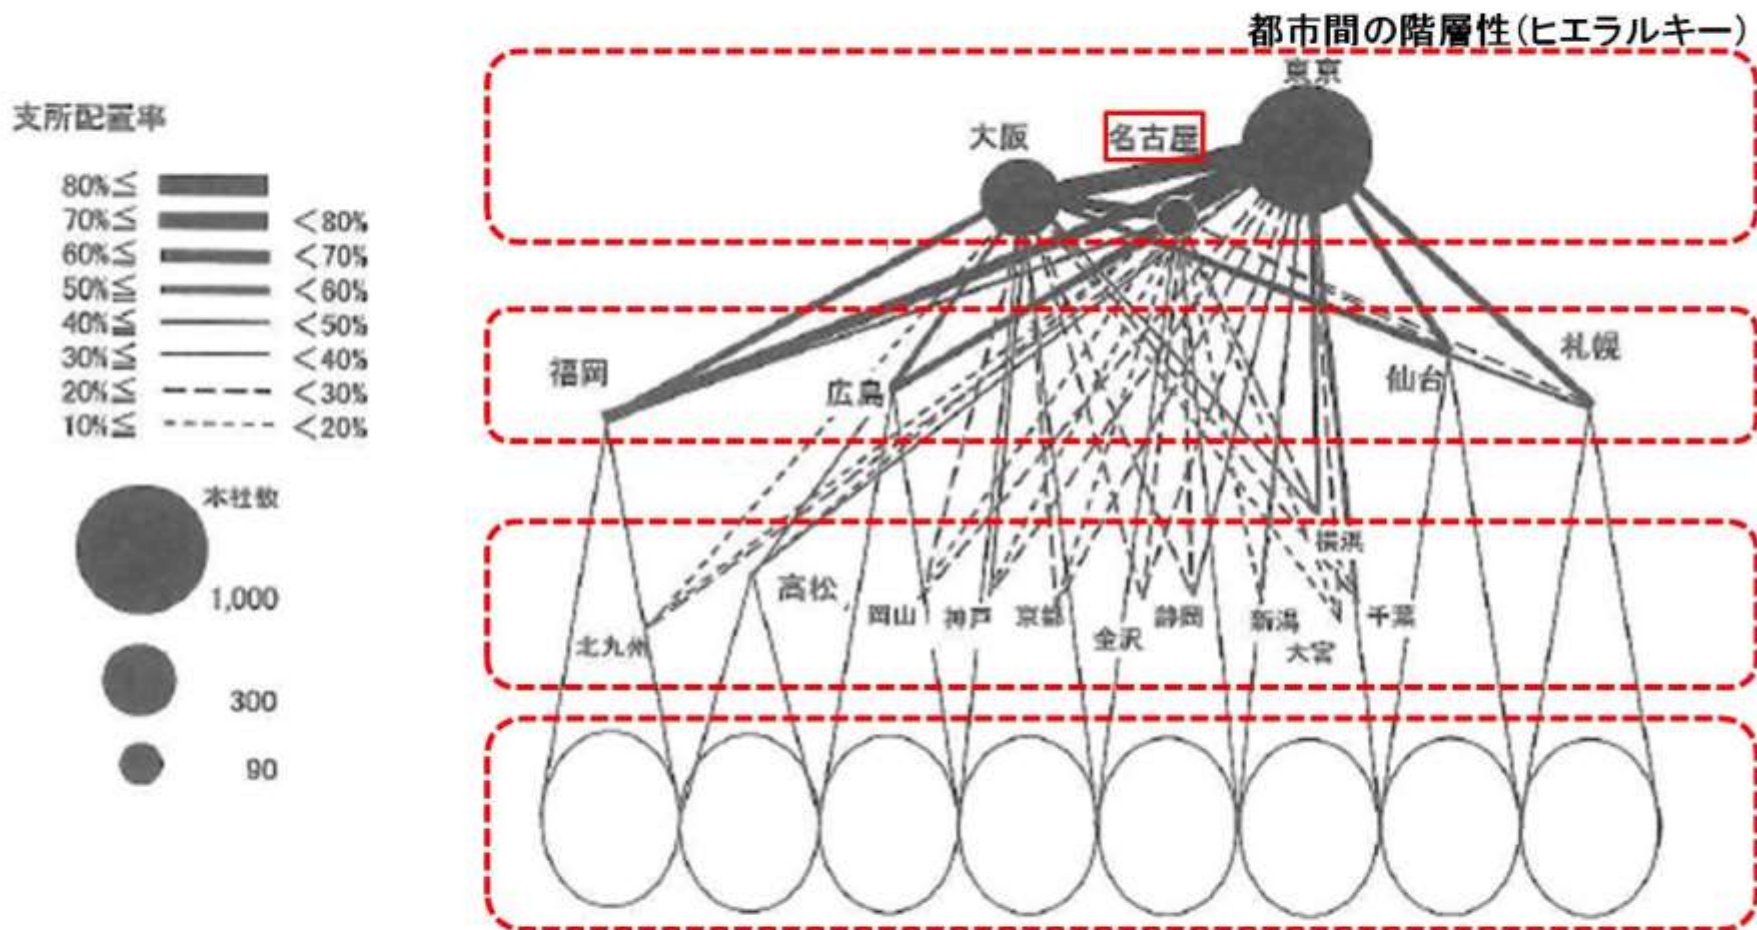 都市間の階層性(ヒエラルキー)
東京
大阪
名古屋
支所配置率
80%≦
70%≦ <80%
60%≦ <70%
50%≦ <60%
40%≦ <50%
30%≦ <40%
20%≦ <30%
10%≦ <20%
本社数
1,000
300
90
福岡
広島
仙台
札幌
横浜
高松
岡山
神戸
京都
金沢
静岡
新潟
大宮
千葉
北九州